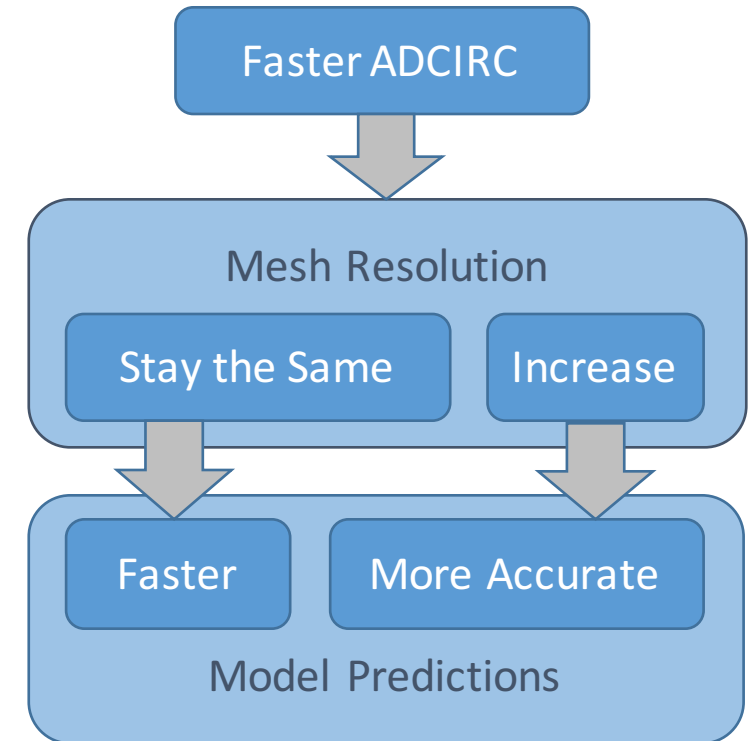 Faster ADCIRC
Mesh Resolution
Stay the Same
Increase
Faster
More Accurate
Model Predictions